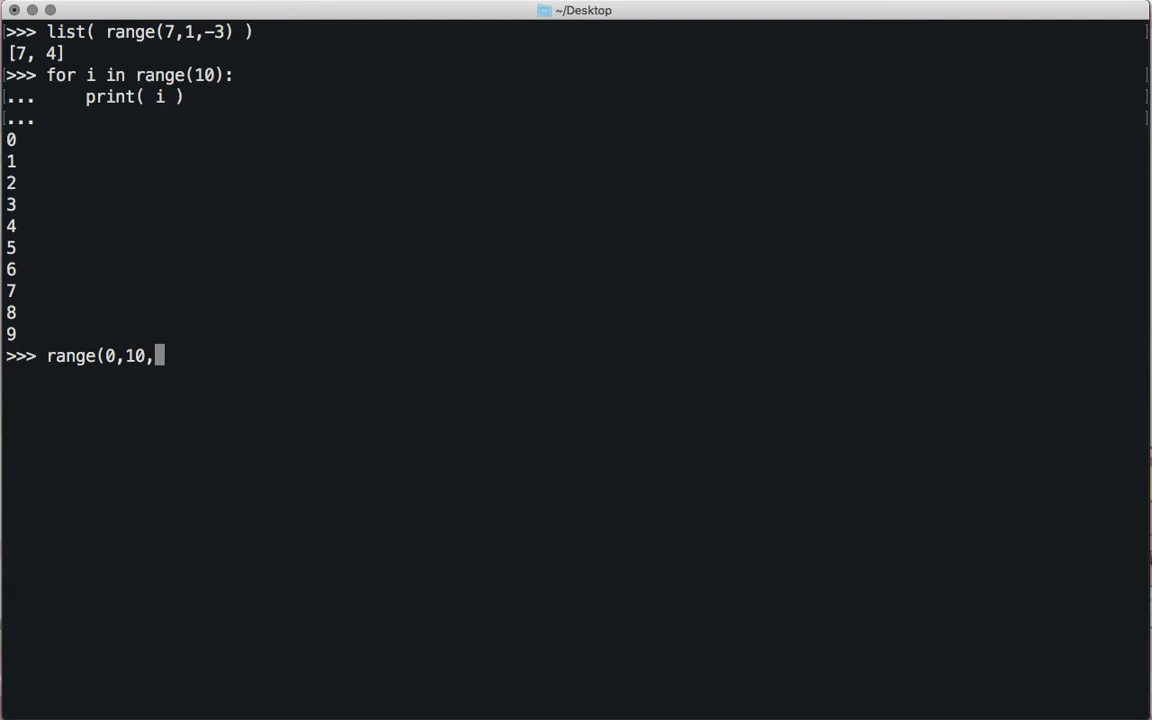 ~/Desktop
>>> list( range(7,1,-3) )
[7, 4]
>>> for i in range(10):
...     print( i )
...
0
1
2
3
4
5
6
7
8
9
>>> range(0,10,